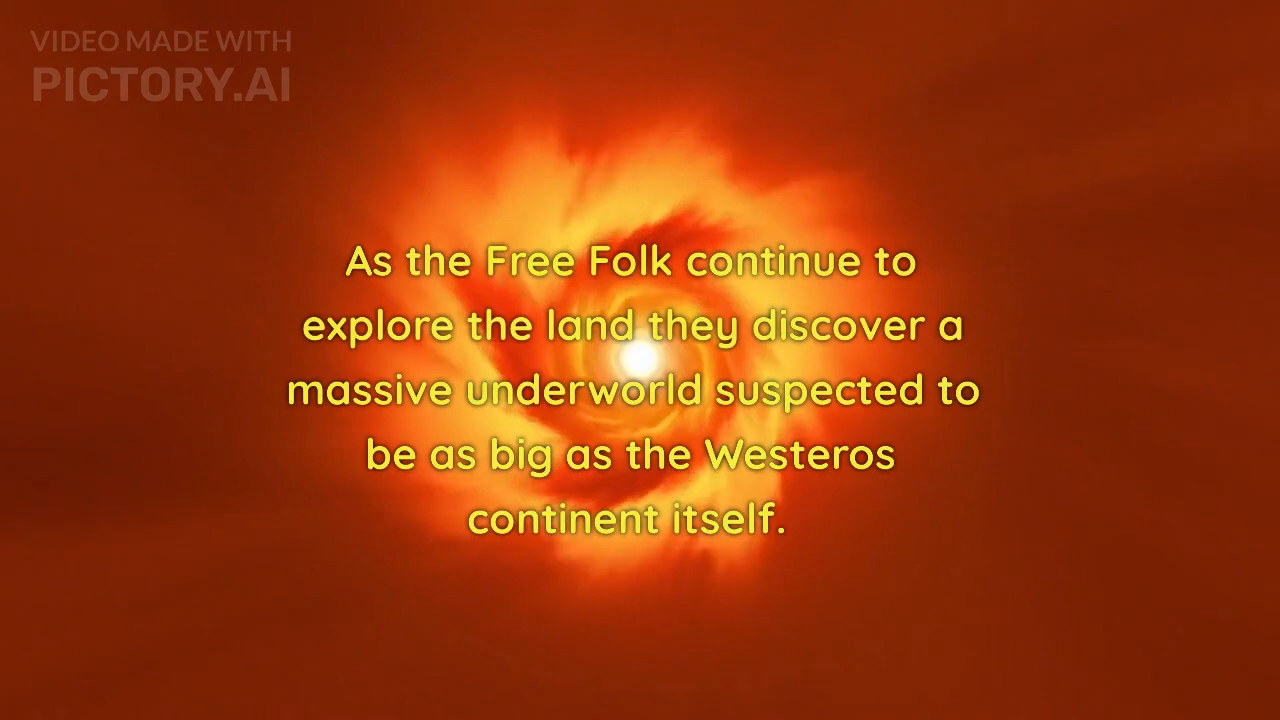 VIDEO MADE WITH
PICTORY.AI
As the Free Folk continue to
explore the land they discover a
massive underworld suspected to
be as big as the Westeros
continent itself.